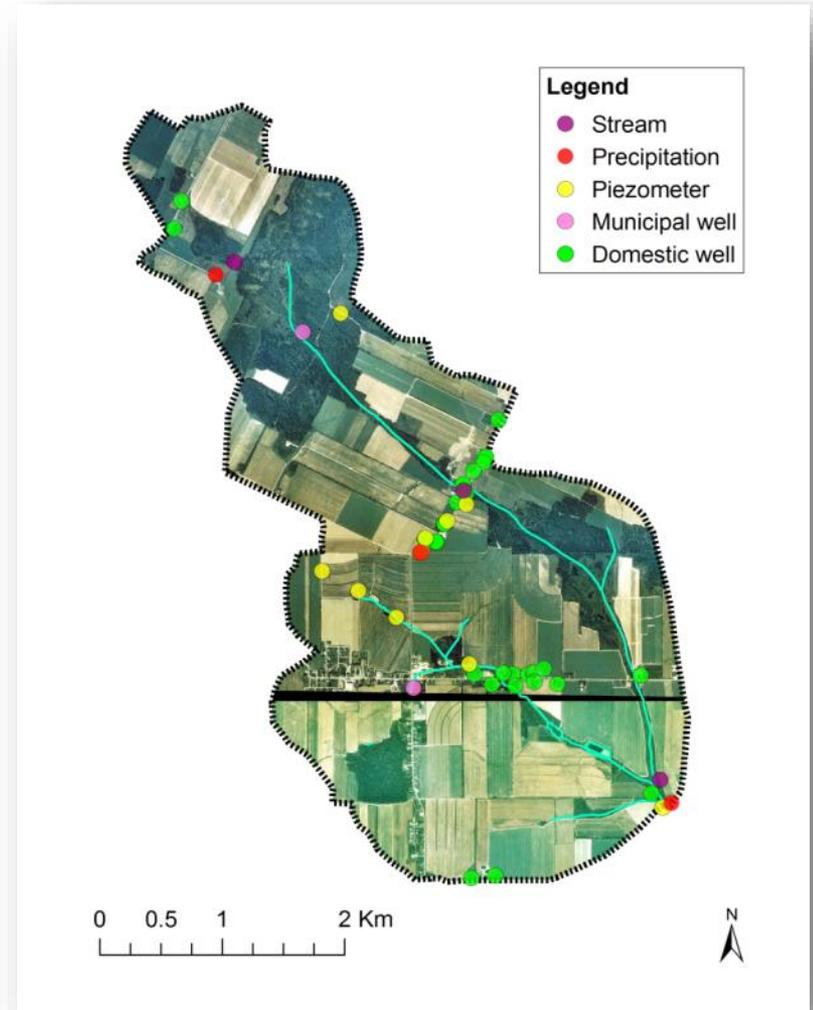 Legend
Stream
Precipitation
Piezometer
Municipal well
Domestic well
0 0.5 1 2 Km
N